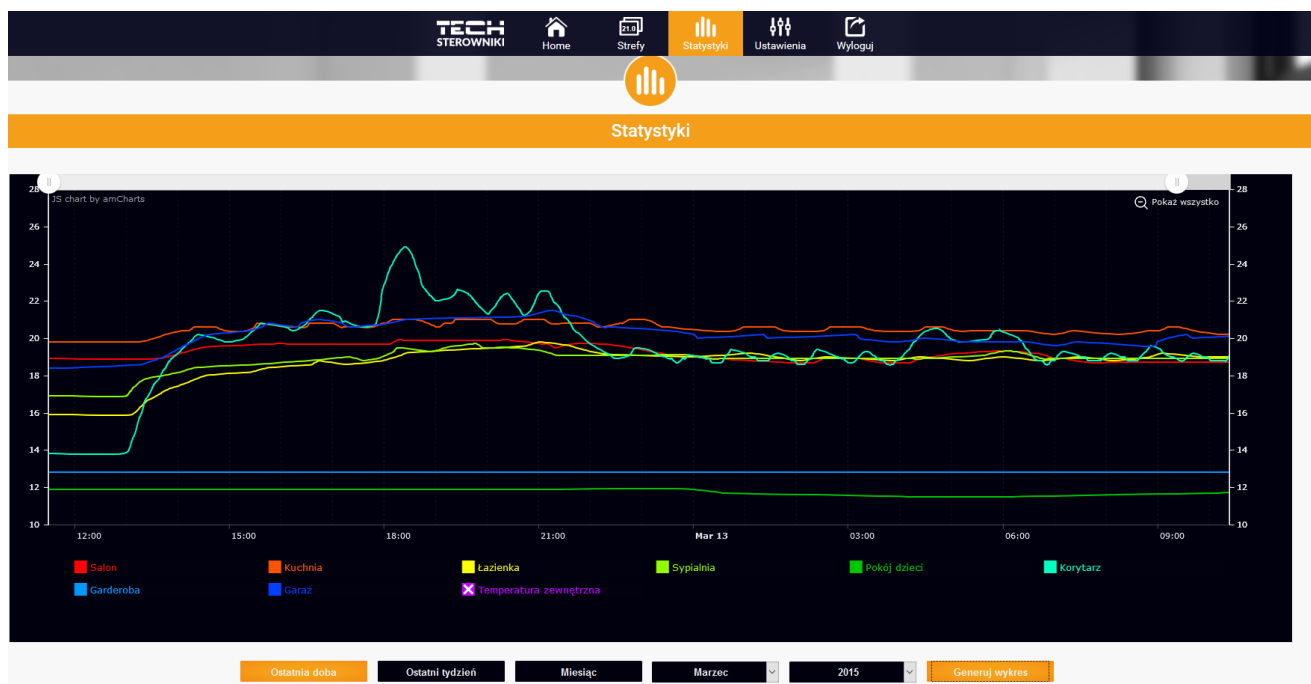 TECH
STEROWNIKI
Home
21.0
Strefy
Statystyki
Ustawienia
Wyloguj
Statystyki
JS chart by amCharts
Pokaż wszystko
28
28
26
26
24
24
22
22
20
20
18
18
16
16
14
14
12
12
10
10
12:00
15:00
18:00
21:00
Mar 13
03:00
06:00
09:00
Salon
Kuchnia
Łazienka
Sypialnia
Pokój dzieci
Korytarz
Garderoba
Garaż
Temperatura zewnętrzna
Ostatnia doba
Ostatni tydzień
Miesiąc
Marzec
2015
Generuj wykres